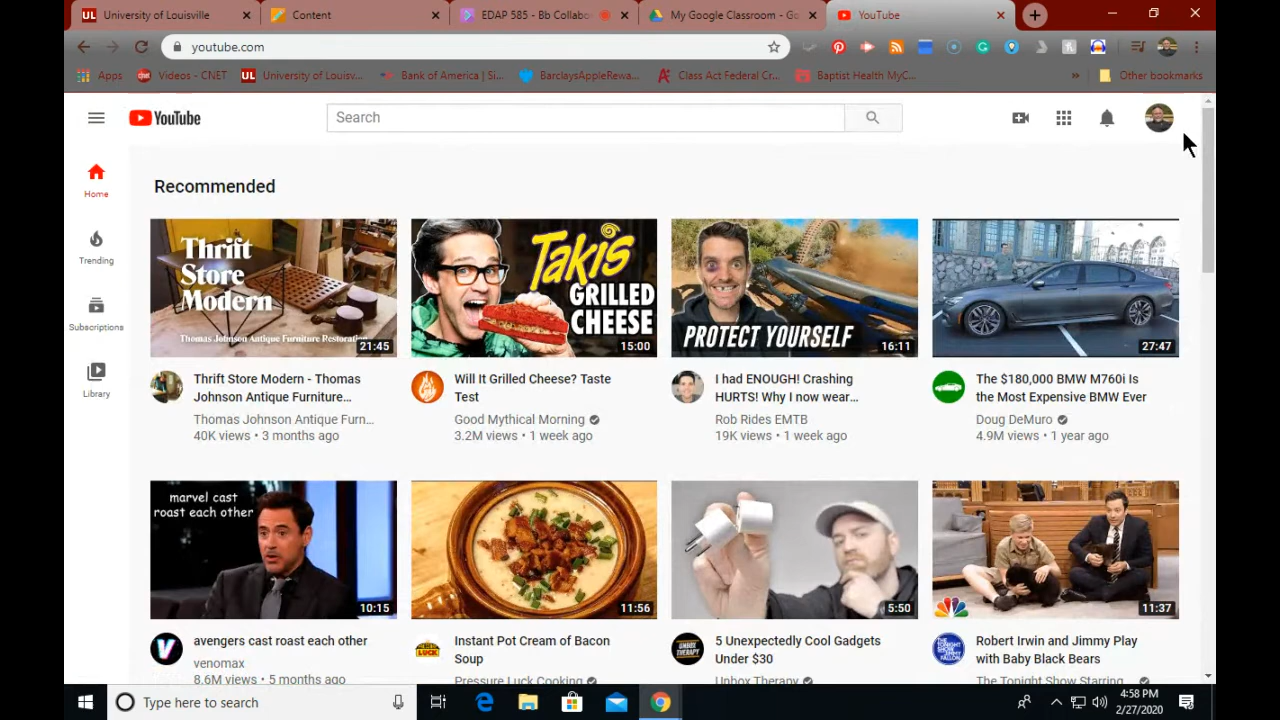 UL University of Louisville
Content
EDAP 585 - Bb Collabo
My Google Classroom - Go
YouTube
youtube.com
Apps
Videos - CNET
UL University of Louisv...
Bank of America | Si...
BarclaysAppleRewa...
Class Act Federal Cr...
Baptist Health MyC...
Other bookmarks
YouTube
Search
Home
Trending
Subscriptions
Library
Recommended
Thrift
Store
Modern
Thomas Johnson Antique Furniture Restoration
21:45
Takis
GRILLED
CHEESE
15:00
PROTECT YOURSELF
16:11
27:47
Thrift Store Modern - Thomas
Johnson Antique Furniture...
Thomas Johnson Antique Furn...
40K views • 3 months ago
Will It Grilled Cheese? Taste
Test
Good Mythical Morning
3.2M views • 1 week ago
I had ENOUGH! Crashing
HURTS! Why I now wear...
Rob Rides EMTB
19K views • 1 week ago
The $180,000 BMW M760i Is
the Most Expensive BMW Ever
Doug DeMuro
4.9M views • 1 year ago
marvel cast
roast each other
10:15
11:56
5:50
11:37
avengers cast roast each other
venomax
8.6M views • 5 months ago
LUCK
Instant Pot Cream of Bacon
Soup
Pressure Luck Cooking
UNBOX
THERAPY
5 Unexpectedly Cool Gadgets
Under $30
Unbox Therapy
THE
TONIGHT
SHOW
Robert Irwin and Jimmy Play
with Baby Black Bears
The Tonight Show Starring
Type here to search
4:58 PM
2/27/2020